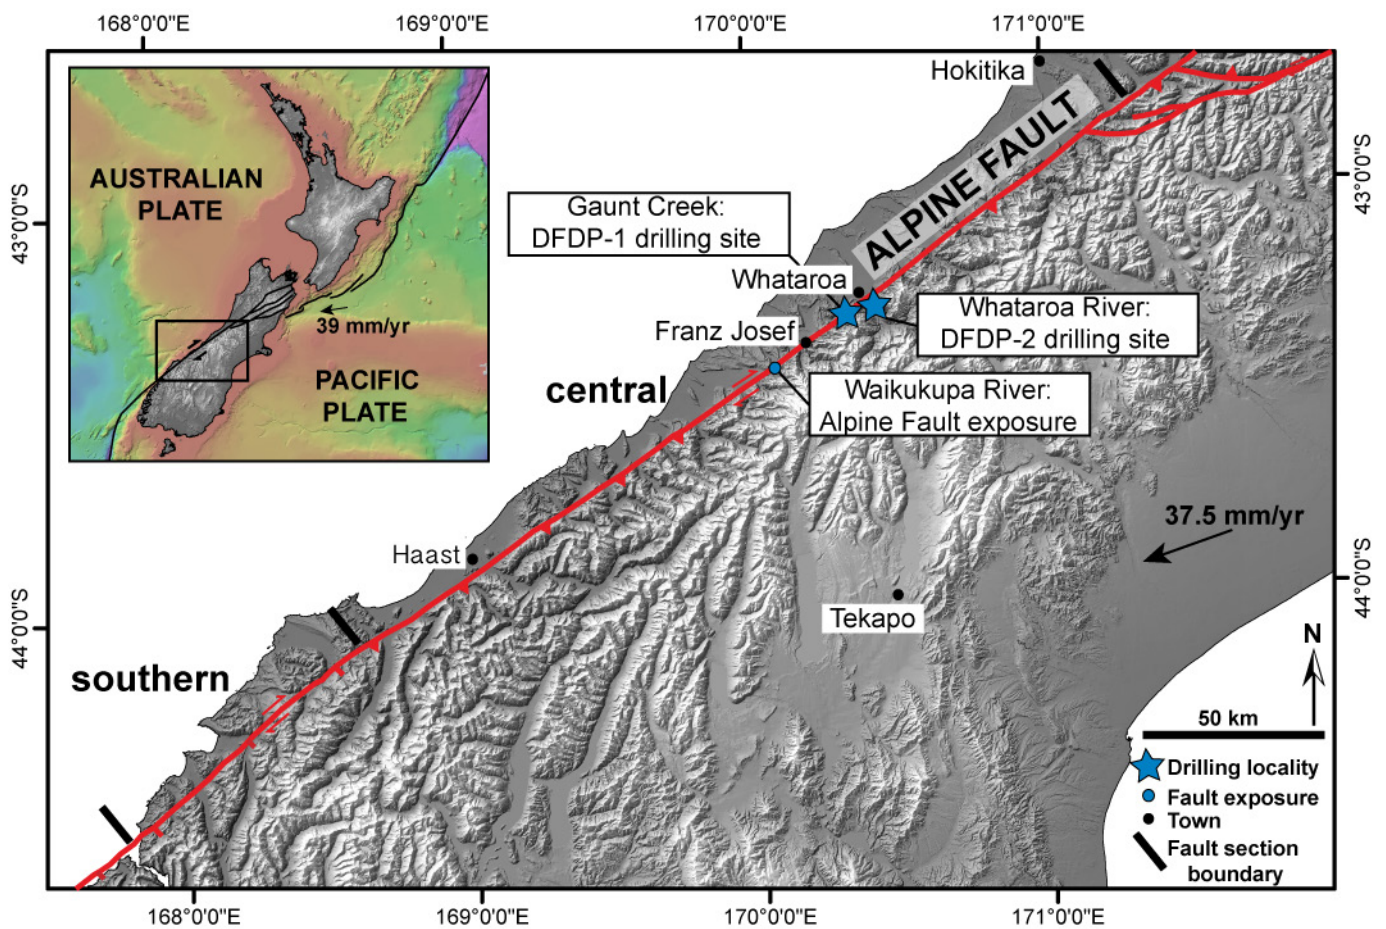 168°0'0"E
169°0'0"E
170°0'0"E
171°0'0"E
Hokitika
ALPINE FAULT
AUSTRALIAN
PLATE
39 mm/yr
PACIFIC
PLATE
43°0'0"S
43°0'0"S
Gaunt Creek:
DFDP-1 drilling site
Whataroa
Whataroa River:
DFDP-2 drilling site
Franz Josef
central
Waikukupa River:
Alpine Fault exposure
37.5 mm/yr
Haast
Tekapo
44°0'0"S
44°0'0"S
southern
N
50 km
Drilling locality
Fault exposure
Town
Fault section
boundary
168°0'0"E
169°0'0"E
170°0'0"E
171°0'0"E